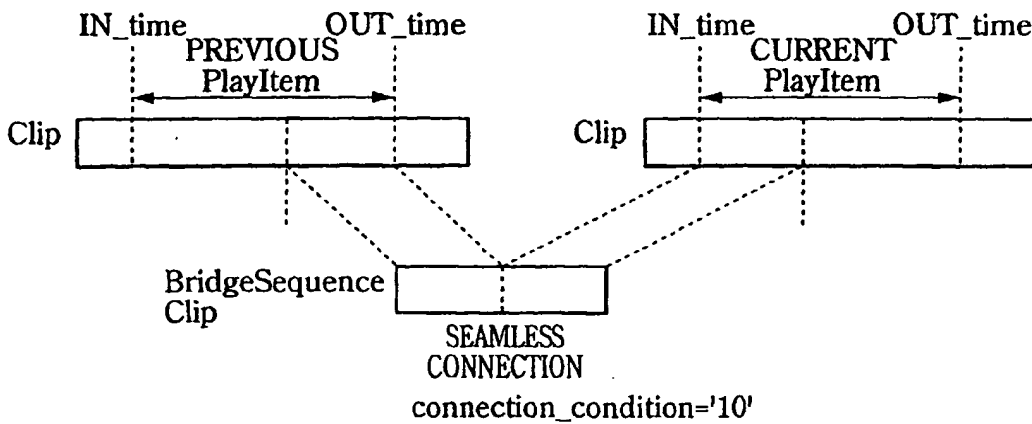 IN_time
OUT_time
IN_time
OUT_time
PREVIOUS
PlayItem
CURRENT
PlayItem
Clip
Clip
BridgeSequence
Clip
SEAMLESS
CONNECTION
connection_condition='10'